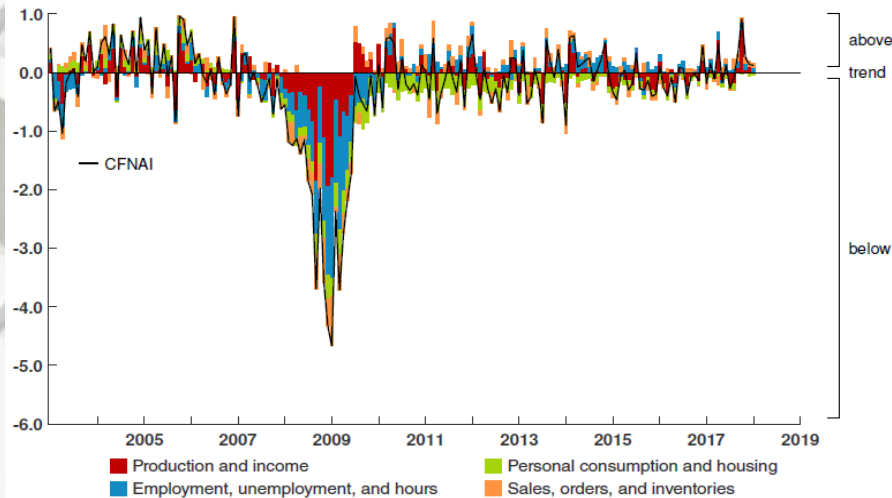 1.0
0.0
-1.0
-2.0
-3.0
-4.0
-5.0
-6.0
CFNAI
above
trend
below
2005 2007 2009 2011 2013 2015 2017 2019
Production and income Personal consumption and housing
Employment, unemployment, and hours Sales, orders, and inventories